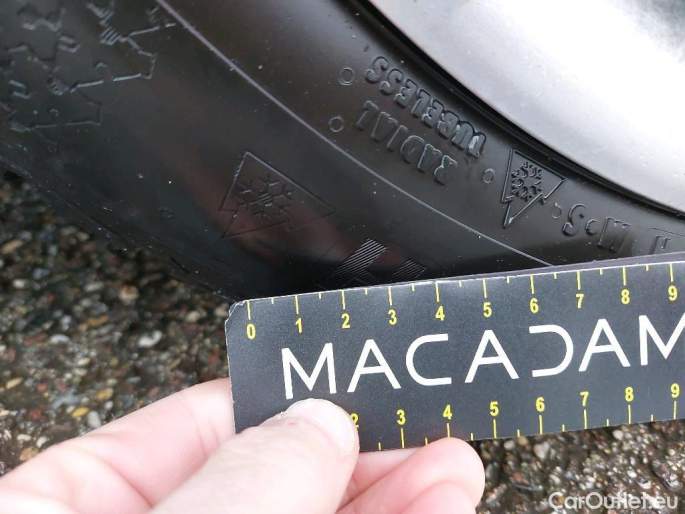 TUBELESS
RADIAL
M+S
0 1 2 3 4 5 6 7 8 9
MACADAM
2 3 4 5 6 7 8 9
CarOutlet.eu